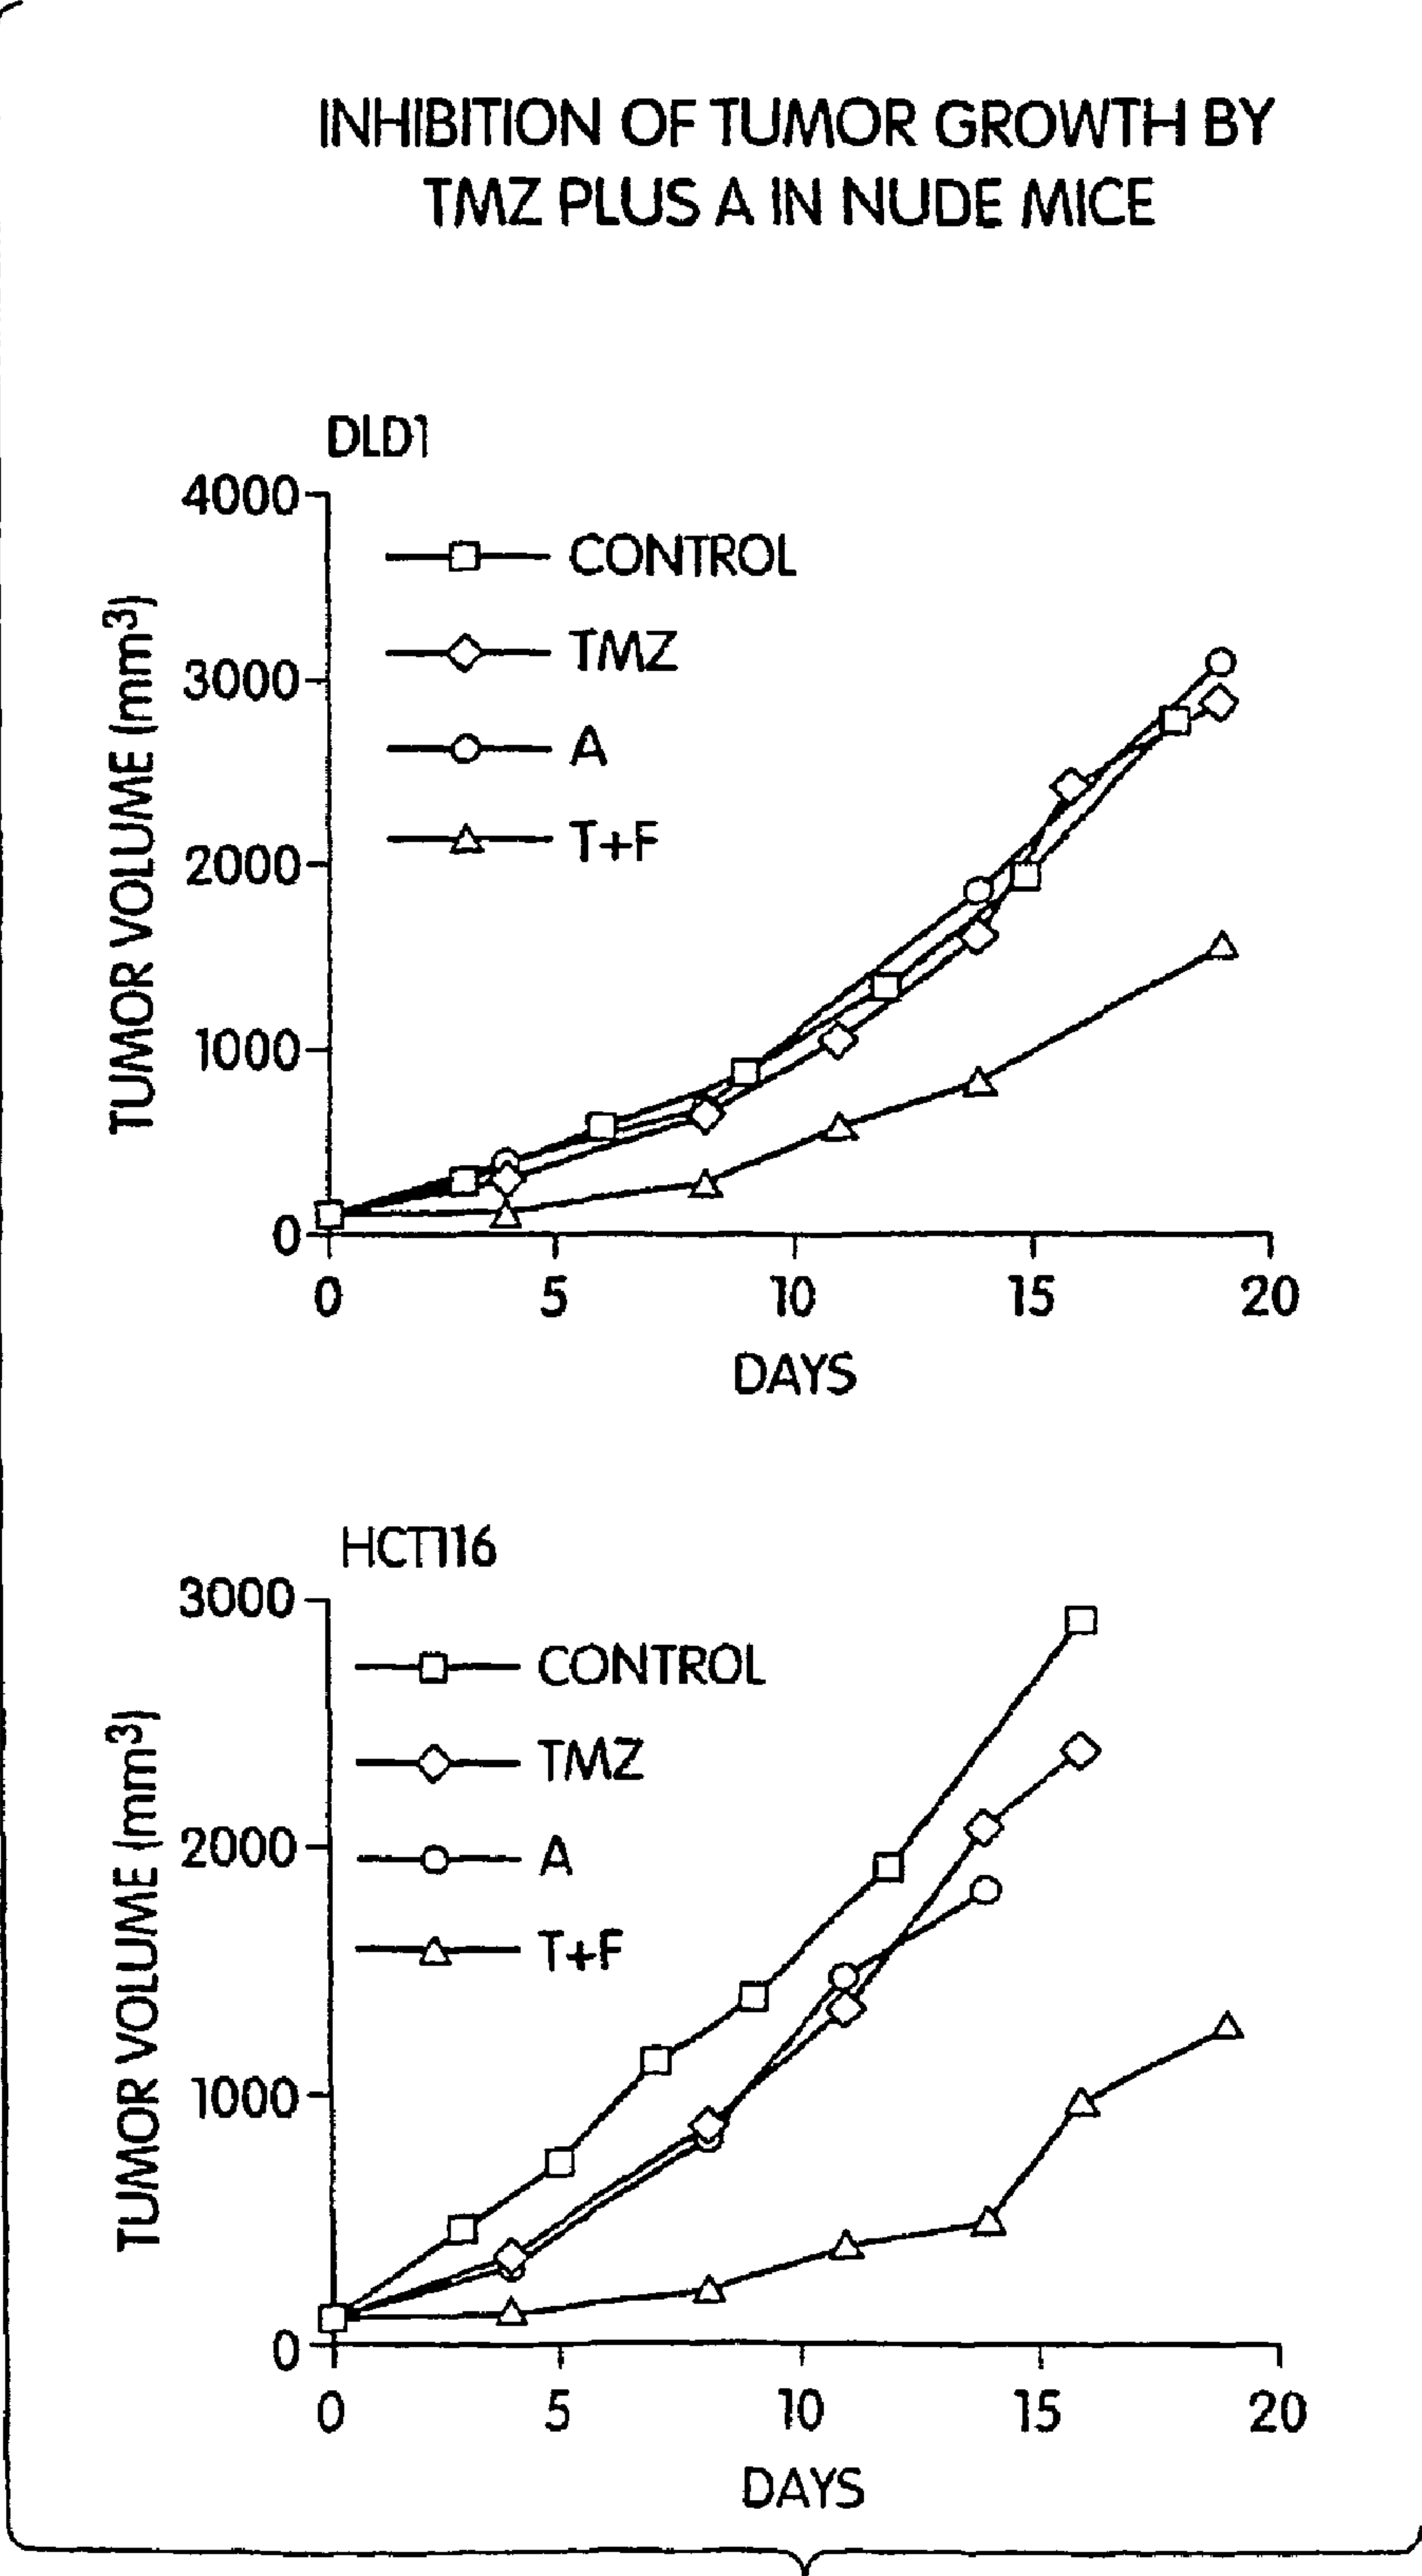 INHIBITION OF TUMOR GROWTH BY
TMZ PLUS A IN NUDE MICE
DLD1
TUMOR VOLUME (mm³)
4000
3000
2000
1000
0
CONTROL
TMZ
A
T+F
0 5 10 15 20
DAYS
HCT116
TUMOR VOLUME (mm³)
3000
2000
1000
0
CONTROL
TMZ
A
T+F
0 5 10 15 20
DAYS